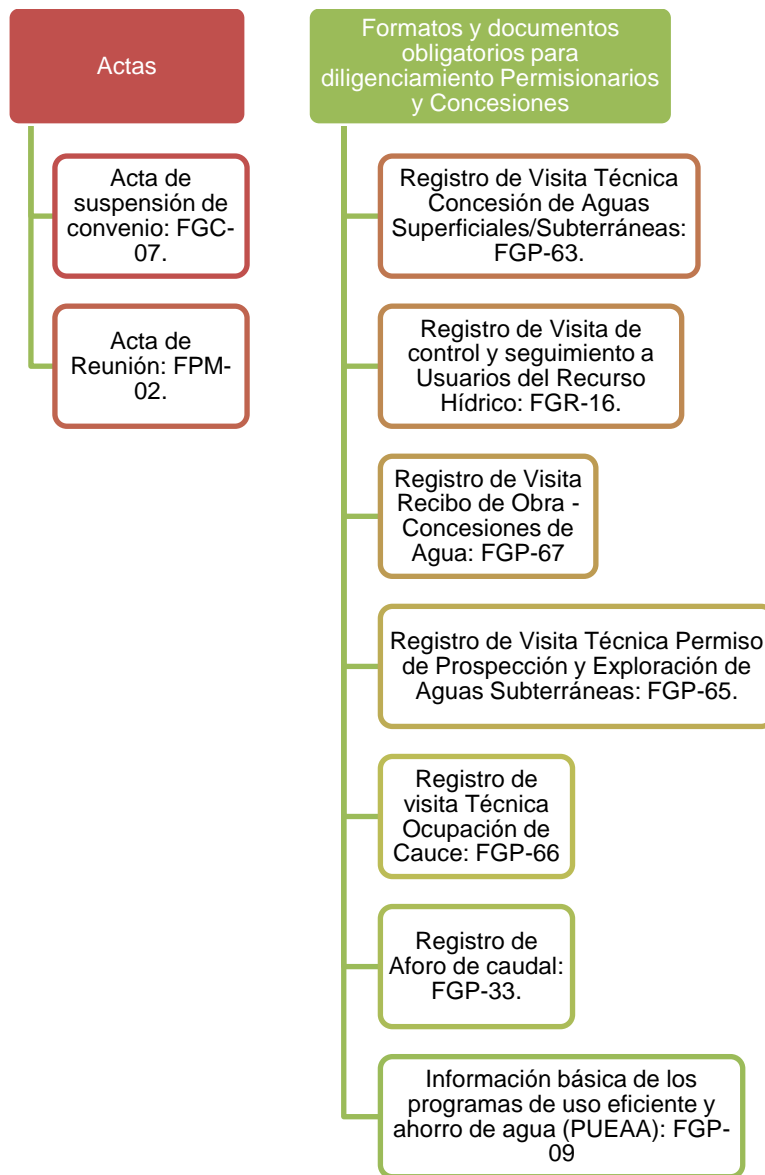 Actas
Acta de
suspensión de
convenio: FGC-
07.
Acta de
Reunión: FPM-
02.
Formatos y documentos
obligatorios para
diligenciamiento Permisionarios
y Concesiones
Registro de Visita Técnica
Concesión de Aguas
Superficiales/Subterráneas:
FGP-63.
Registro de Visita de
control y seguimiento a
Usuarios del Recurso
Hídrico: FGR-16.
Registro de Visita
Recibo de Obra -
Concesiones de
Agua: FGP-67
Registro de Visita Técnica Permiso
de Prospección y Exploración de
Aguas Subterráneas: FGP-65.
Registro de
visita Técnica
Ocupación de
Cauce: FGP-66
Registro de
Aforo de caudal:
FGP-33.
Información básica de los
programas de uso eficiente y
ahorro de agua (PUEAA): FGP-
09